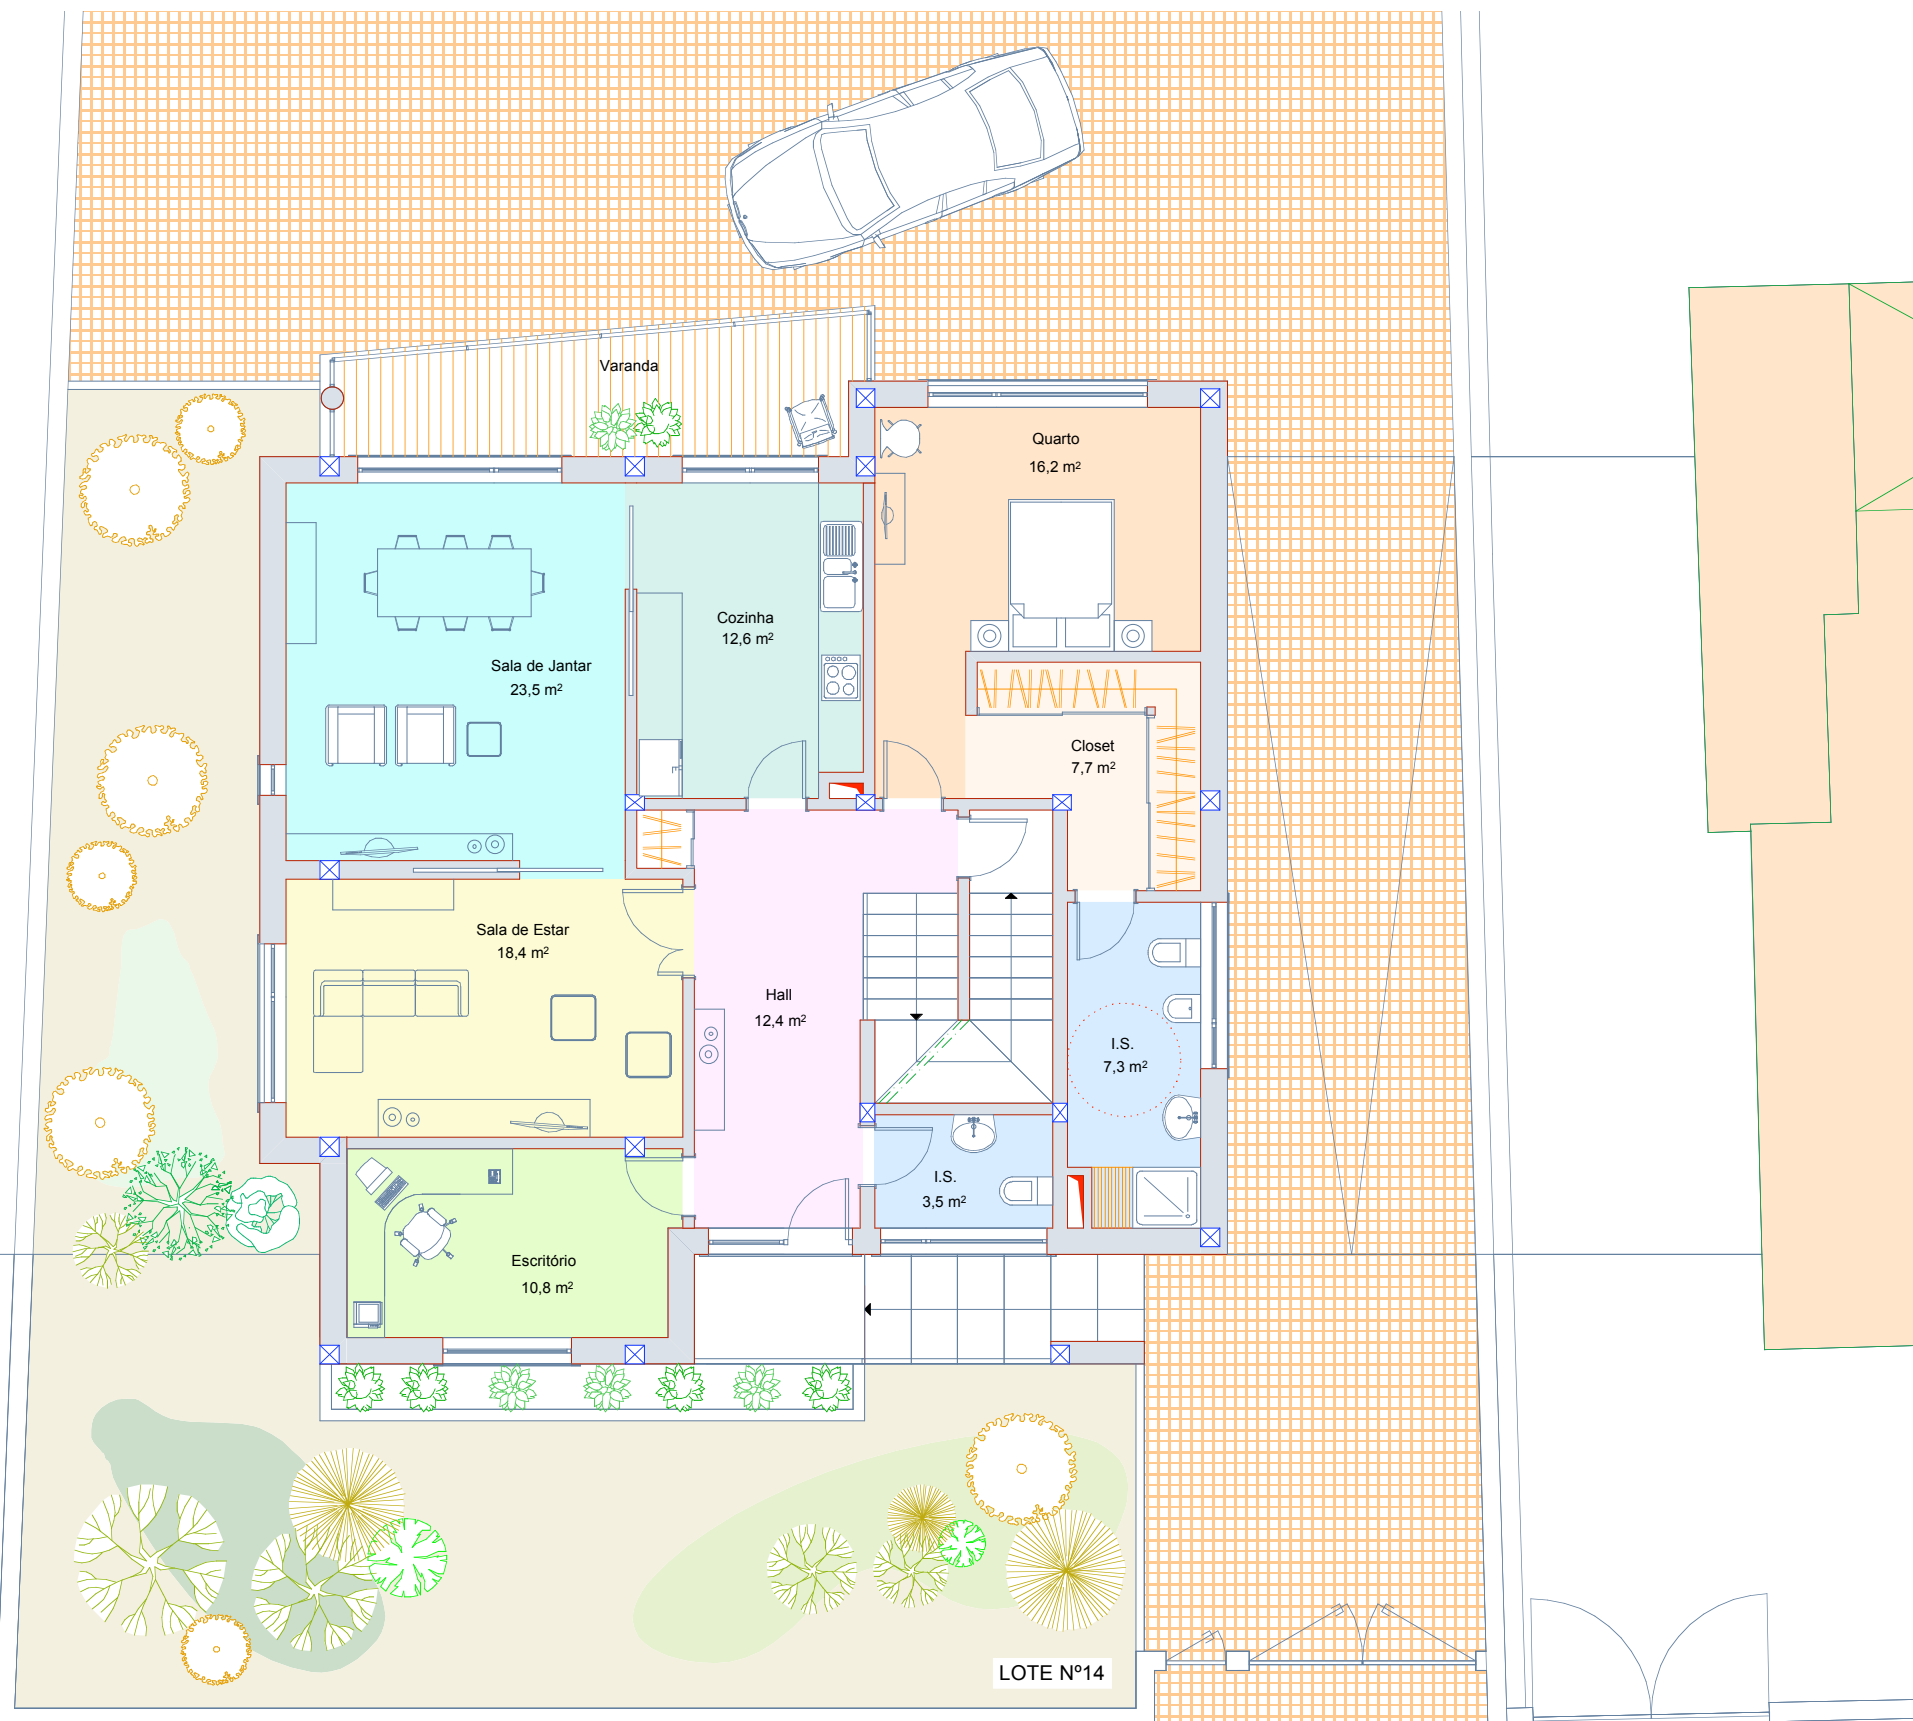 Varanda
Quarto
16,2 m²
Cozinha
12,6 m²
Sala de Jantar
23,5 m²
Closet
7,7 m²
Sala de Estar
18,4 m²
Hall
12,4 m²
I.S.
7,3 m²
I.S.
3,5 m²
Escritório
10,8 m²
LOTE Nº14